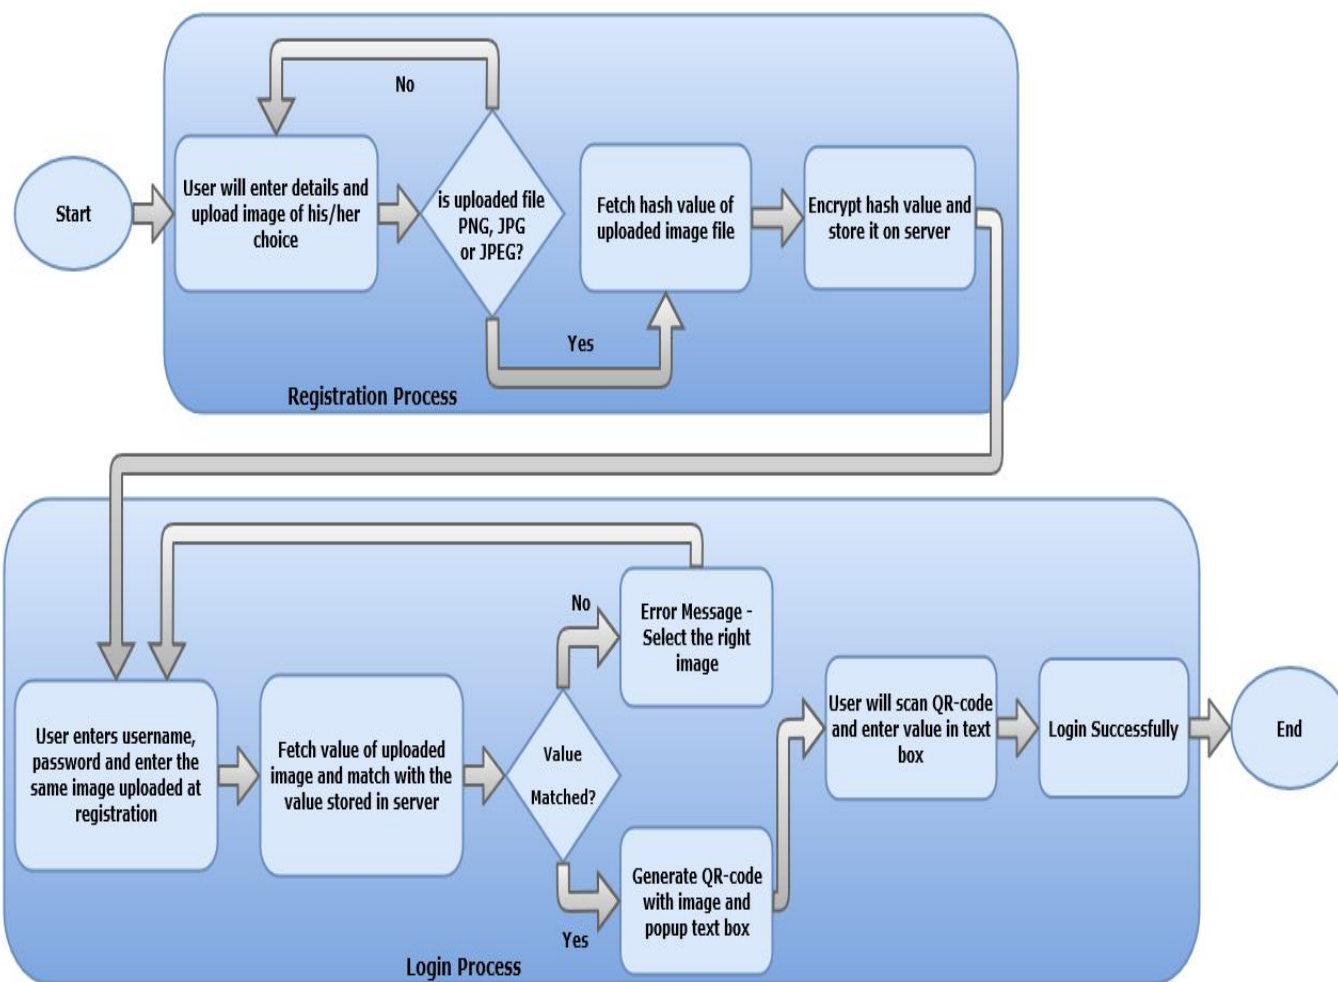 No
Start
User will enter details and
upload image of his/her
choice
is uploaded file
PNG, JPG
or JPEG?
Fetch hash value of
uploaded image file
Encrypt hash value and
store it on server
Yes
Registration Process
No
Error Message -
Select the right
image
User enters username,
password and enter the
same image uploaded at
registration
Fetch value of uploaded
image and match with the
value stored in server
Value
Matched?
User will scan QR-code
and enter value in text
box
Login Successfully
End
Generate QR-code
with image and
popup text box
Yes
Login Process